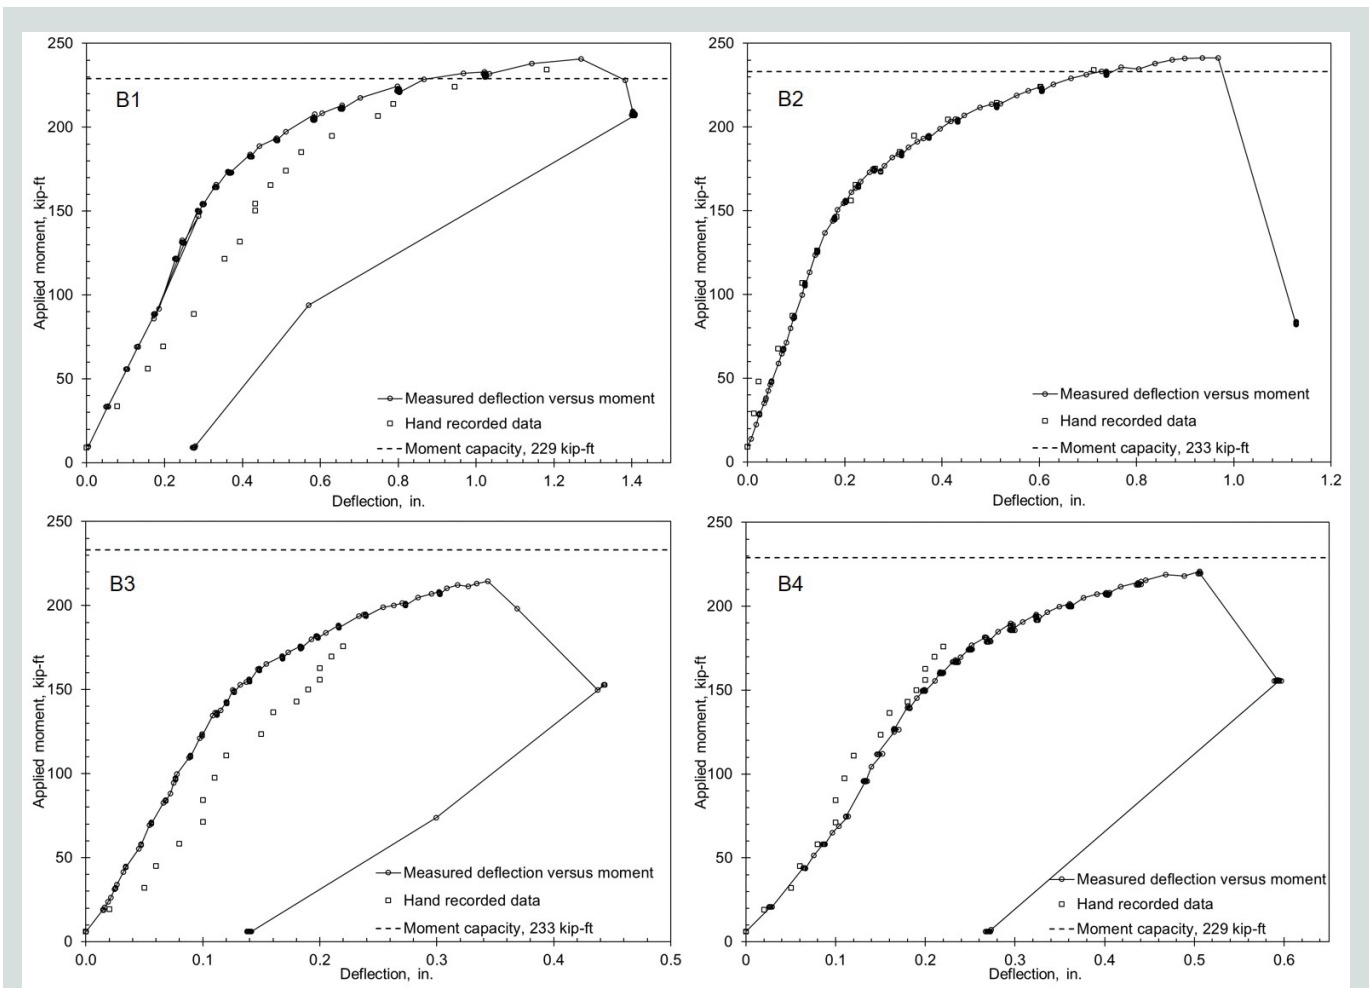 250
200
150
100
50
0
Applied moment, kip-ft
B1
Measured deflection versus moment
Hand recorded data
Moment capacity, 229 kip-ft
0.0 0.2 0.4 0.6 0.8 1.0 1.2 1.4
Deflection, in.
250
200
150
100
50
0
Applied moment, kip-ft
B2
Measured deflection versus moment
Hand recorded data
Moment capacity, 233 kip-ft
0.0 0.2 0.4 0.6 0.8 1.0 1.2
Deflection, in.
250
200
150
100
50
0
Applied moment, kip-ft
B3
Measured deflection versus moment
Hand recorded data
Moment capacity, 233 kip-ft
0.0 0.1 0.2 0.3 0.4 0.5
Deflection, in.
250
200
150
100
50
0
Applied moment, kip-ft
B4
Measured deflection versus moment
Hand recorded data
Moment capacity, 229 kip-ft
0 0.1 0.2 0.3 0.4 0.5 0.6
Deflection, in.